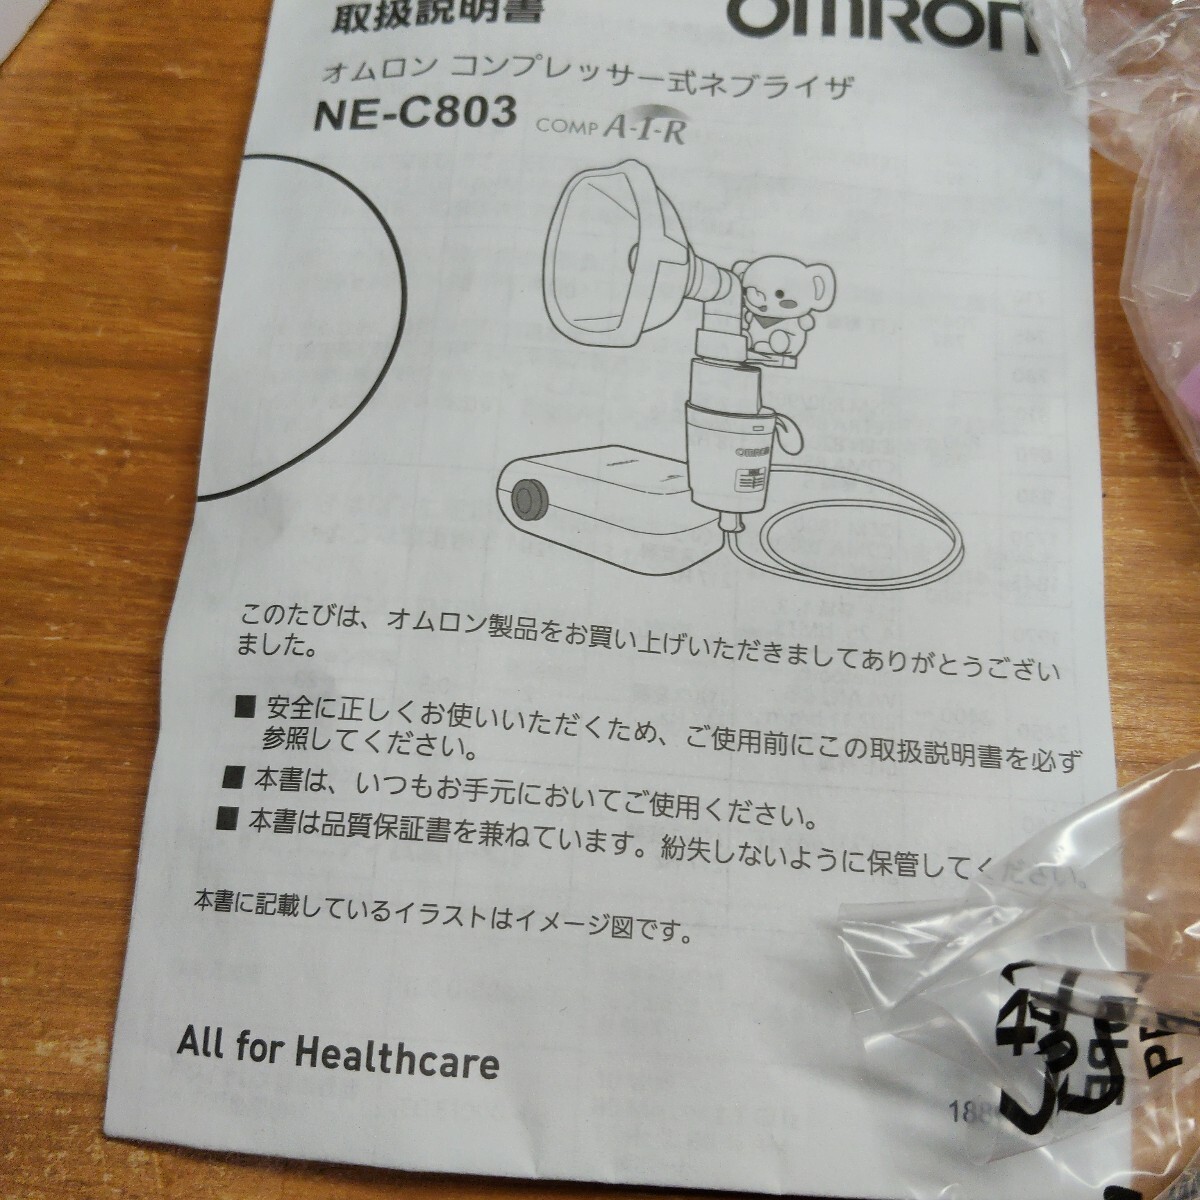 取扱説明書
OMRON
オムロン コンプレッサー式ネブライザ
NE-C803 COMP A-I-R
OMRON
このたびは、オムロン製品をお買い上げいただきましてありがとうござい
ました。
■ 安全に正しくお使いいただくため、ご使用前にこの取扱説明書を必ず
参照してください。
■ 本書は、いつもお手元においてご使用ください。
■ 本書は品質保証書を兼ねています。紛失しないように保管してください。
本書に記載しているイラストはイメージ図です。
All for Healthcare